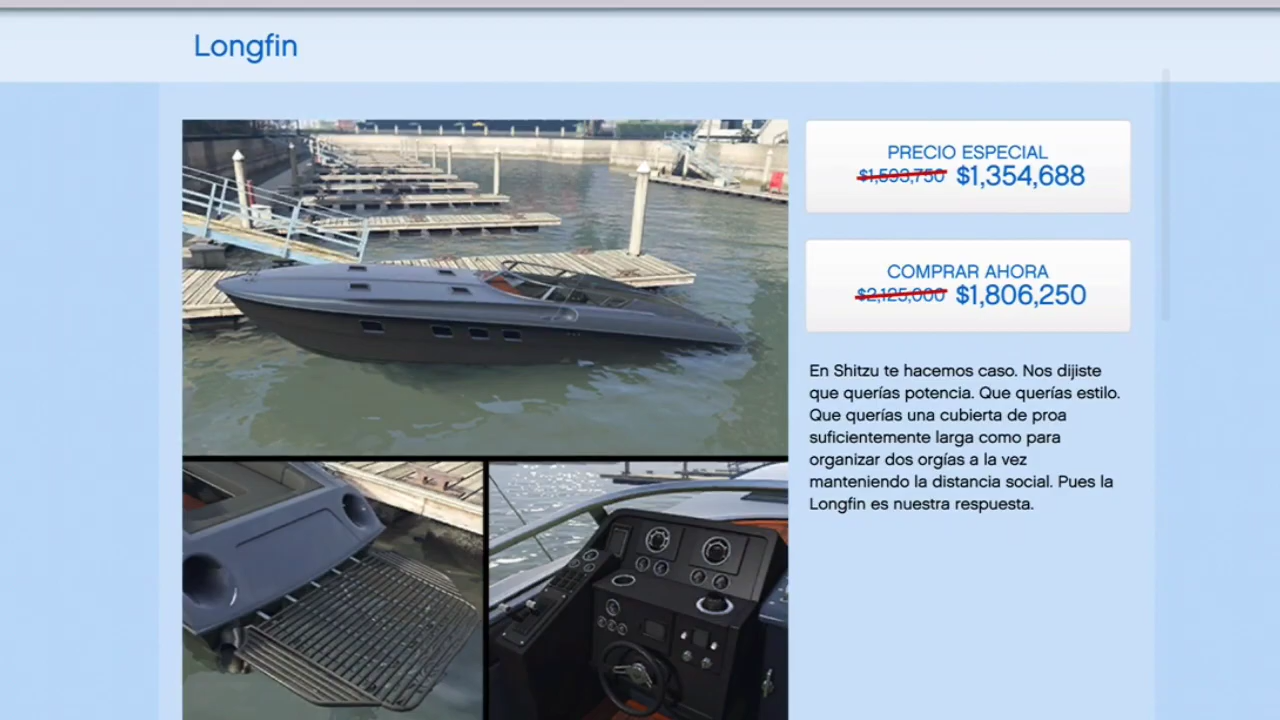 Longfin
PRECIO ESPECIAL
$1,593,750 $1,354,688
COMPRAR AHORA
$2,125,000 $1,806,250
En Shitzu te hacemos caso. Nos dijiste
que querías potencia. Que querías estilo.
Que querías una cubierta de proa
suficientemente larga como para
organizar dos orgías a la vez
manteniendo la distancia social. Pues la
Longfin es nuestra respuesta.